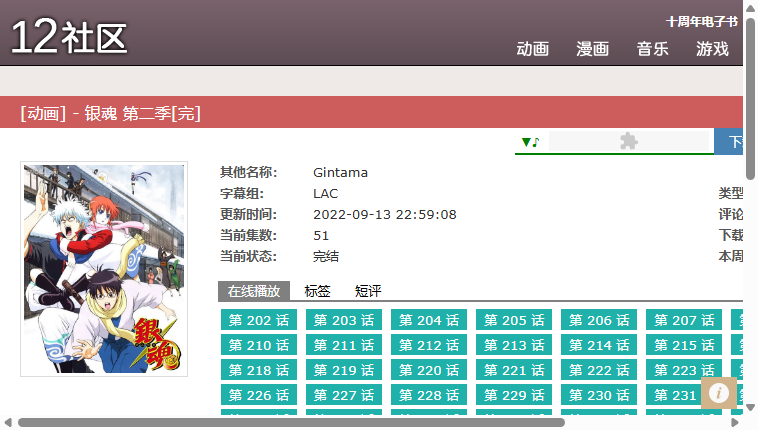 12社区
十周年电子书
动画 漫画 音乐 游戏
[动画] - 银魂 第二季[完]
▼♪
其他名称: Gintama
字幕组: LAC 类型
更新时间: 2022-09-13 22:59:08 评论
当前集数: 51 下载
当前状态: 完结 本周
銀魂
在线播放 标签 短评
第 202 话 第 203 话 第 204 话 第 205 话 第 206 话 第 207 话
第 210 话 第 211 话 第 212 话 第 213 话 第 214 话 第 215 话
第 218 话 第 219 话 第 220 话 第 221 话 第 222 话 第 223 话
第 226 话 第 227 话 第 228 话 第 229 话 第 230 话 第 231